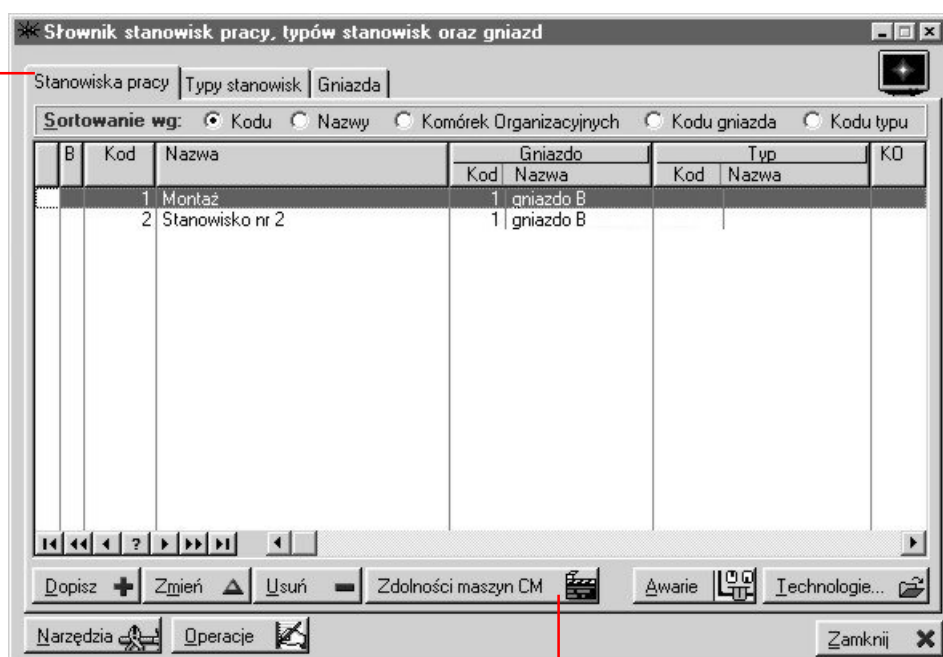 Słownik stanowisk pracy, typów stanowisk oraz gniazd
Stanowiska pracy Typy stanowisk Gniazda
Sortowanie wg: Kodu Nazwy Komórek Organizacyjnych Kodu gniazda Kodu typu
B Kod Nazwa Gniazdo Typ KO
Kod Nazwa Kod Nazwa
1 Montaż 1 gniazdo B
2 Stanowisko nr 2 1 gniazdo B
?
Dopisz Zmień Usuń Zdolności maszyn CM Awarie Technologie...
Narzędzia Operacje Zamknij